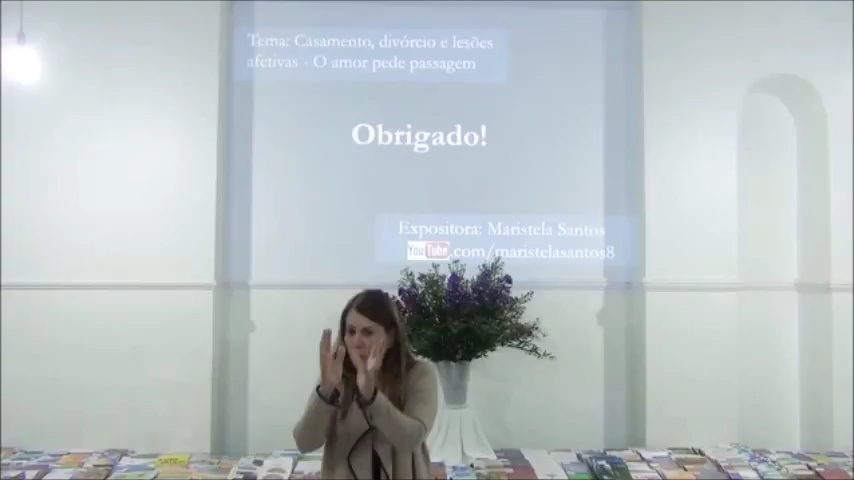 Tema: Casamento, divórcio e lesões
afetivas - O amor pede passagem
Obrigado!
Expositora: Maristela Santos
YouTube.com/maristelasantos8